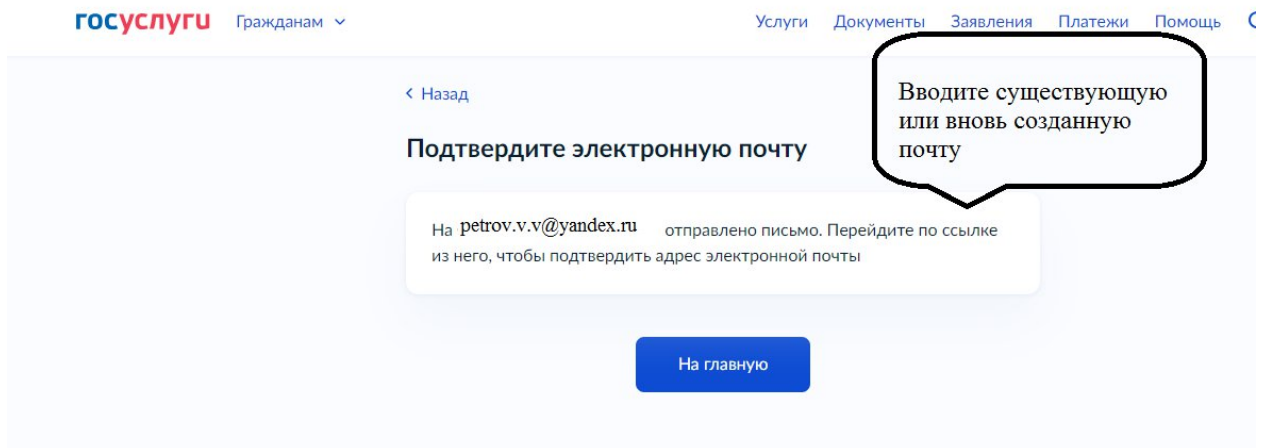 госуслуги Гражданам Услуги Документы Заявления Платежи Помощь
Назад
Вводите существующую
или вновь созданную
почту
Подтвердите электронную почту
На petrov.v.v@yandex.ru отправлено письмо. Перейдите по ссылке
из него, чтобы подтвердить адрес электронной почты
На главную